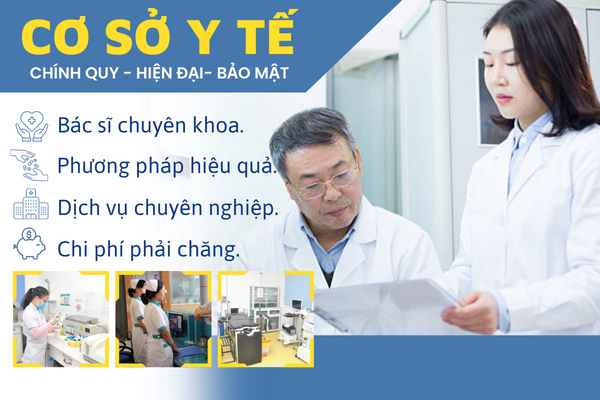 CƠ SỞ Y TẾ
CHÍNH QUY - HIỆN ĐẠI- BẢO MẬT
Bác sĩ chuyên khoa.
Phương pháp hiệu quả.
Dịch vụ chuyên nghiệp.
Chi phí phải chăng.